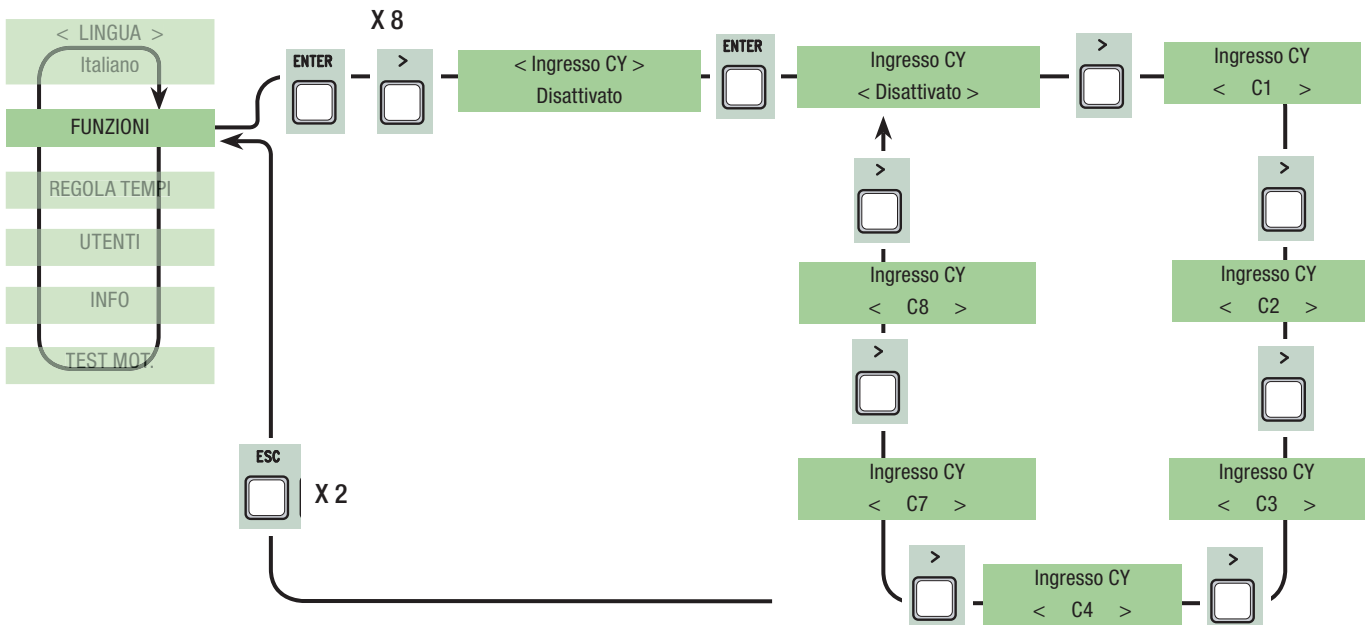 X 8
< LINGUA >
Italiano
FUNZIONI
REGOLA TEMPI
UTENTI
INFO
TEST MOT.
ENTER
>
< Ingresso CY >
Disattivato
ENTER
Ingresso CY
< Disattivato >
>
Ingresso CY
< C1 >
>
Ingresso CY
< C2 >
>
Ingresso CY
< C3 >
>
Ingresso CY
< C4 >
>
Ingresso CY
< C7 >
>
Ingresso CY
< C8 >
>
ESC
X 2